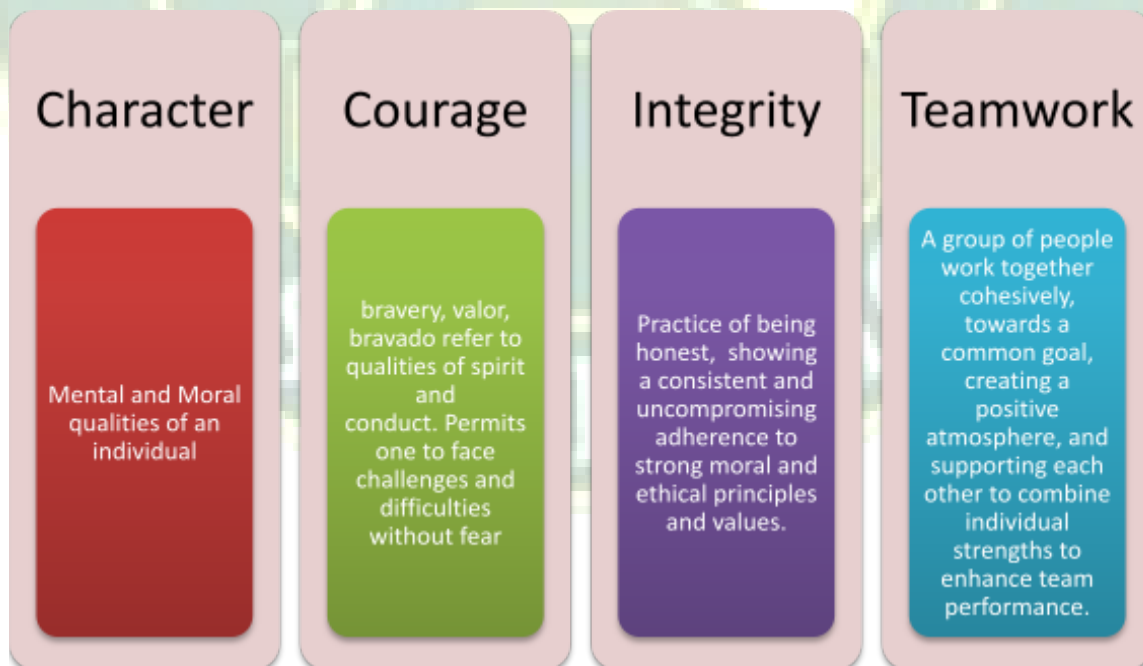 Character
Mental and Moral
qualities of an
individual
Courage
bravery, valor,
bravado refer to
qualities of spirit
and
conduct. Permits
one to face
challenges and
difficulties
without fear
Integrity
Practice of being
honest,  showing
a consistent and
uncompromising
adherence to
strong moral and
ethical principles
and values.
Teamwork
A group of people
work together
cohesively,
towards a
common goal,
creating a
positive
atmosphere, and
supporting each
other to combine
individual
strengths to
enhance team
performance.